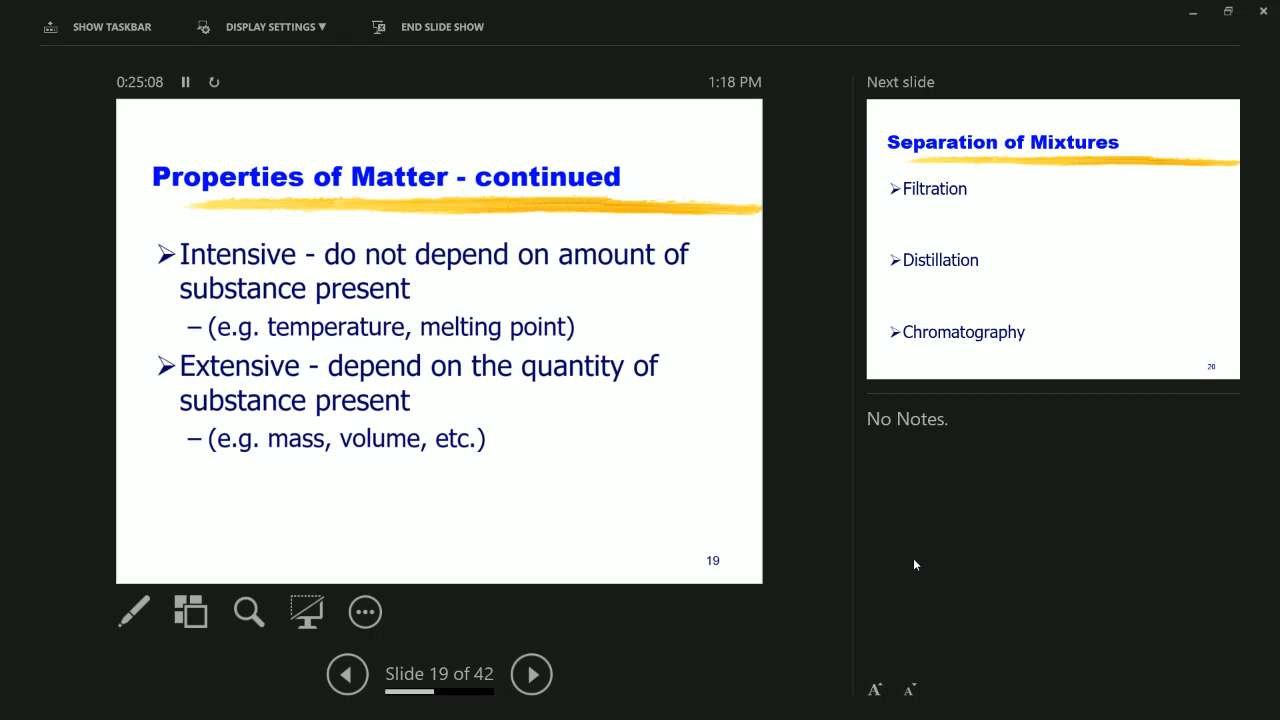 SHOW TASKBAR
DISPLAY SETTINGS ▼
END SLIDE SHOW
0:25:08
1:18 PM
Properties of Matter - continued
➢Intensive - do not depend on amount of
substance present
– (e.g. temperature, melting point)
➢Extensive - depend on the quantity of
substance present
– (e.g. mass, volume, etc.)
19
Slide 19 of 42
Next slide
Separation of Mixtures
➢Filtration
➢Distillation
➢Chromatography
20
No Notes.
A A